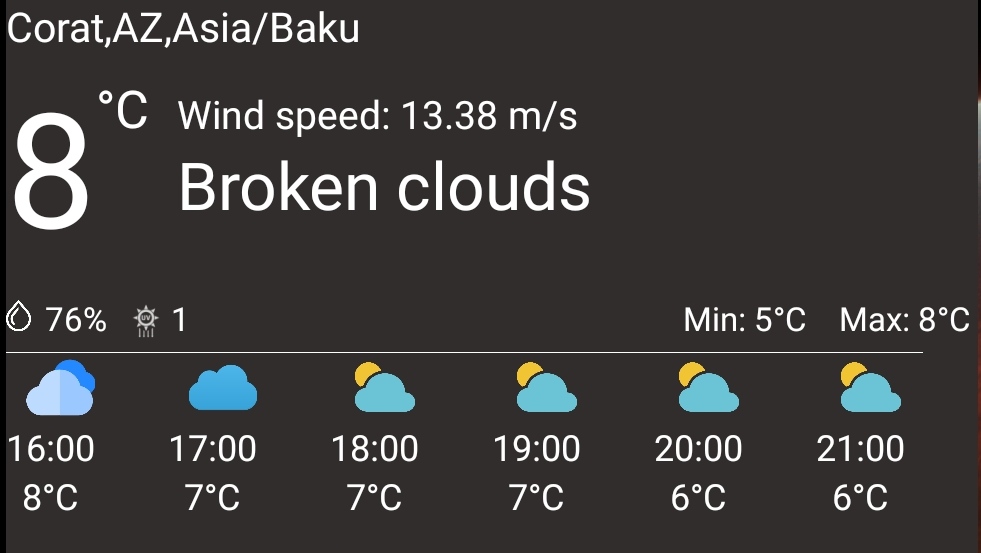 Corat,AZ,Asia/Baku
8 °C
Wind speed: 13.38 m/s
Broken clouds
76% UV 1 Min: 5°C Max: 8°C
16:00 17:00 18:00 19:00 20:00 21:00
8°C 7°C 7°C 7°C 6°C 6°C